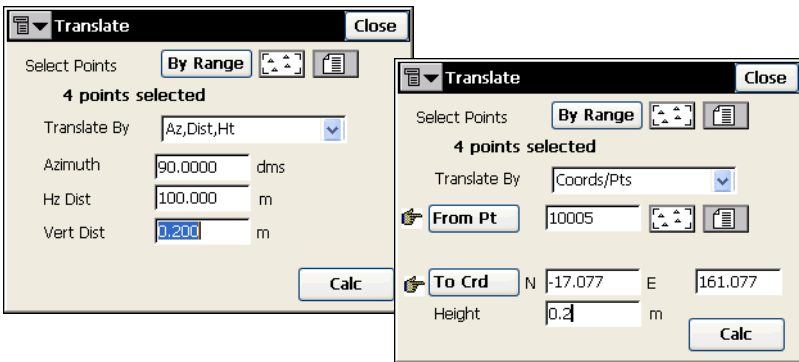 Translate Close
Select Points By Range
4 points selected
Translate By Az,Dist,Ht
Azimuth 90.0000 dms
Hz Dist 100.000 m
Vert Dist 0.200 m
Calc
Translate Close
Select Points By Range
4 points selected
Translate By Coords/Pts
From Pt 10005
To Crd N -17.077 E 161.077
Height 0.2 m
Calc